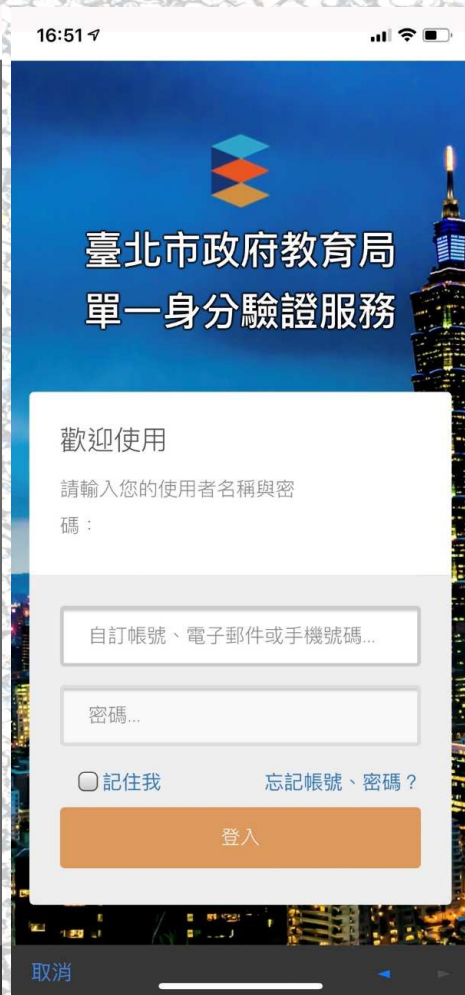 16:51
臺北市政府教育局
單一身分驗證服務
歡迎使用
請輸入您的使用者名稱與密
碼：
自訂帳號、電子郵件或手機號碼...
密碼...
記住我 忘記帳號、密碼？
登入
取消